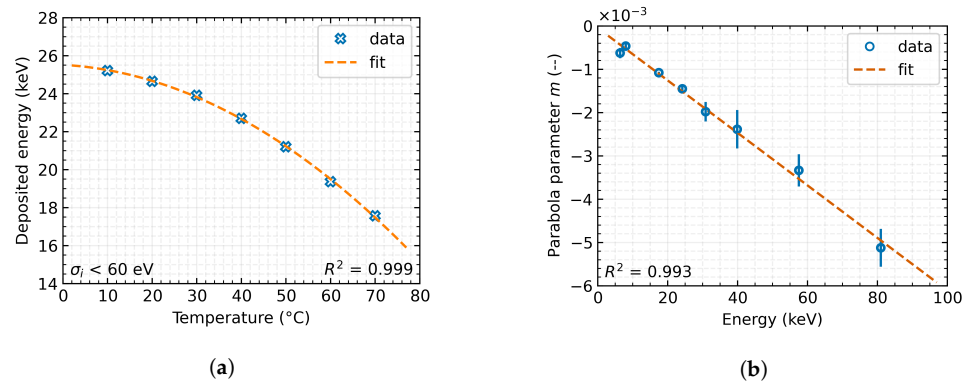 28
26
24
22
20
18
16
14
Deposited energy (keV)
data
fit
σi < 60 eV
R² = 0.999
0 10 20 30 40 50 60 70 80
Temperature (°C)
(a)
×10⁻³
0
−1
−2
−3
−4
−5
−6
Parabola parameter m (--)
data
fit
R² = 0.993
0 20 40 60 80 100
Energy (keV)
(b)